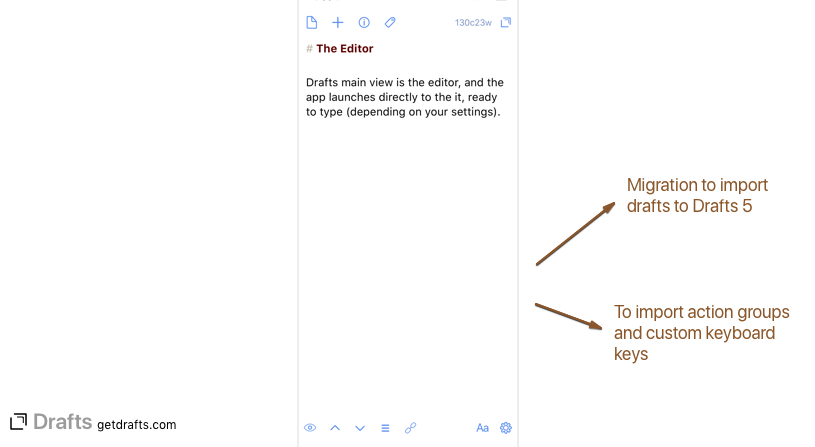 130c23w
# The Editor
Drafts main view is the editor, and the
app launches directly to the it, ready
to type (depending on your settings).
Migration to import
drafts to Drafts 5
To import action groups
and custom keyboard
keys
Drafts getdrafts.com
Aa